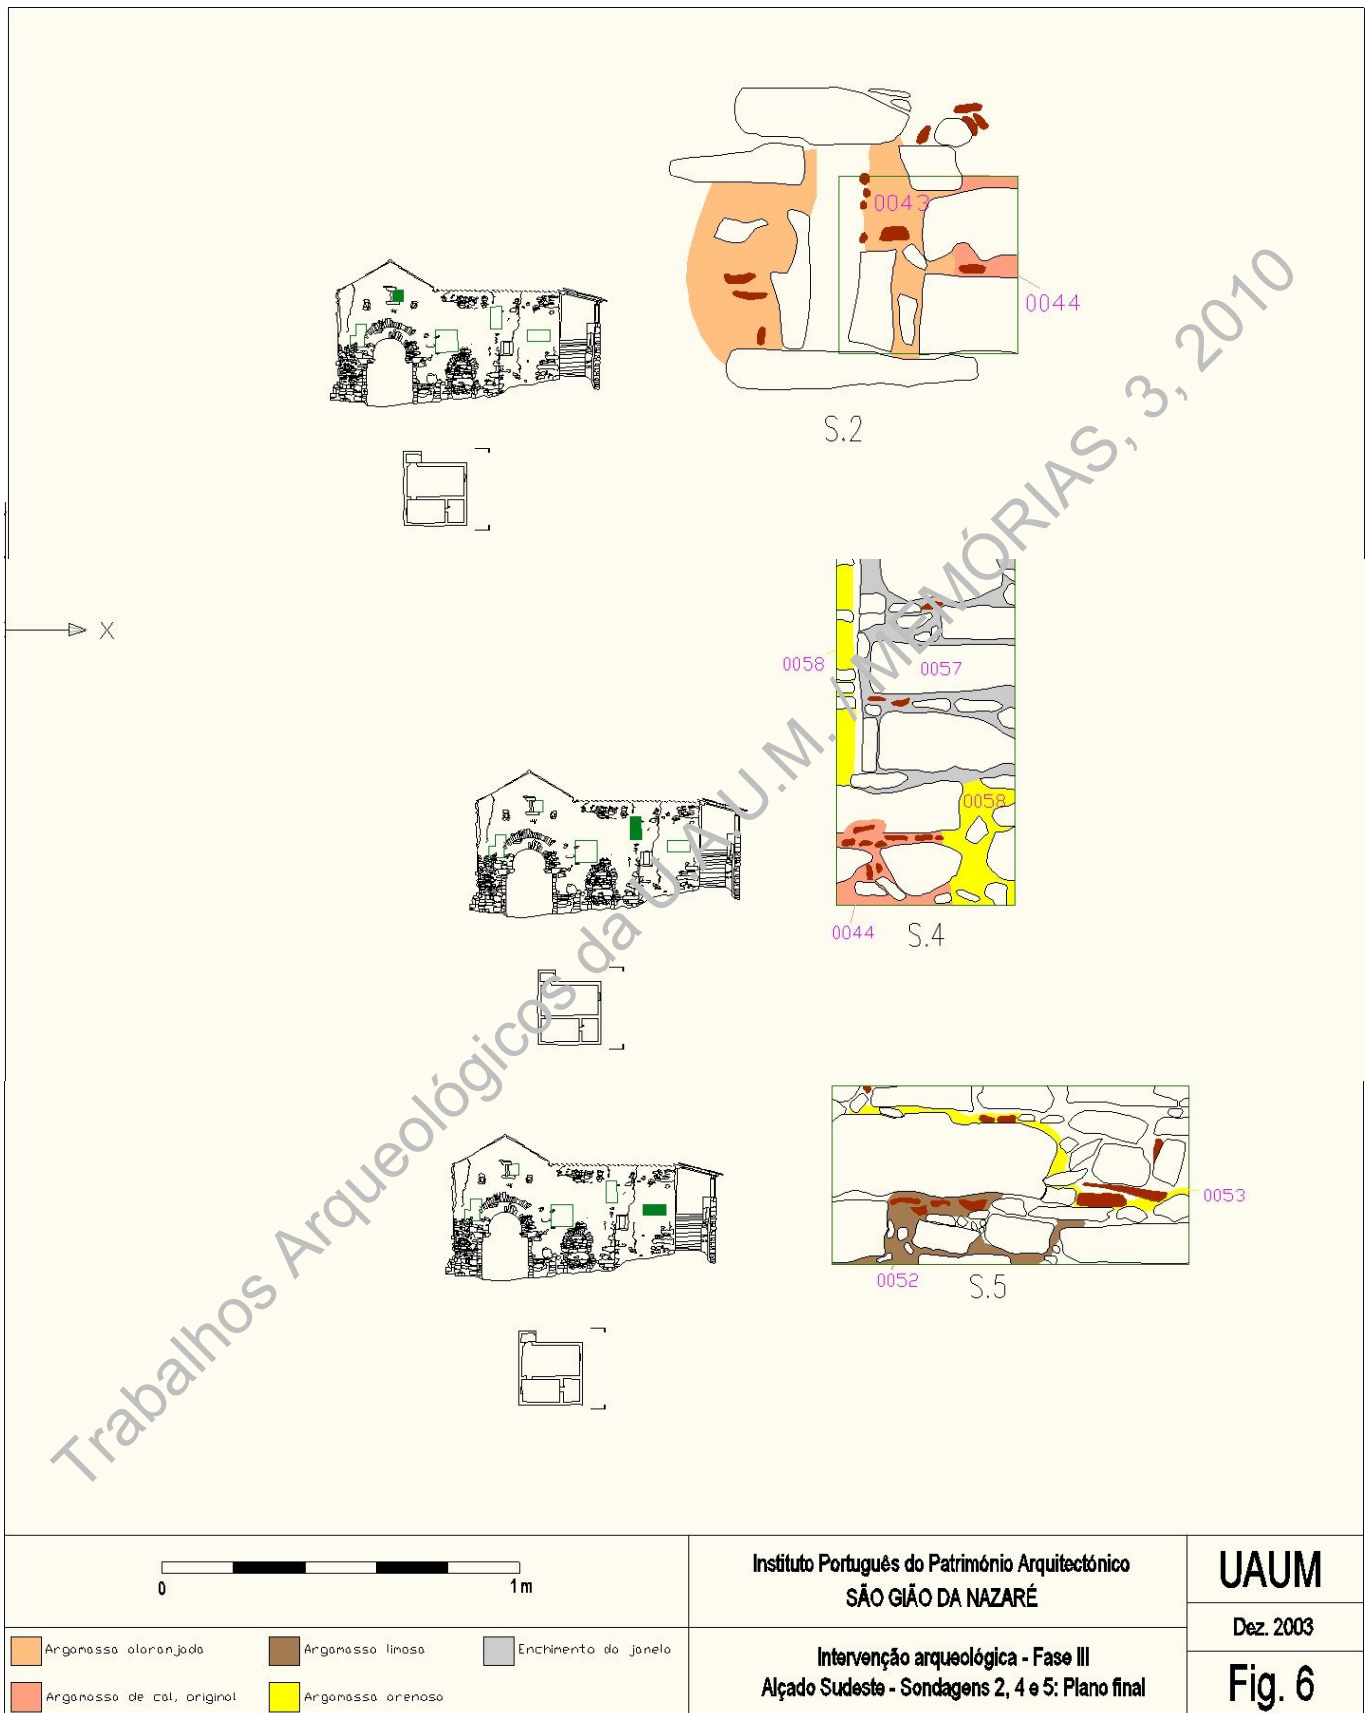 0043
0044
S.2
X
0058
0057
0058
0044
S.4
0053
0052
S.5
Trabalhos Arqueológicos da U.A.U.M. / MEMÓRIAS, 3, 2010
0 1 m
Instituto Português do Património Arquitectónico
SÃO GIÃO DA NAZARÉ
UAUM
Dez. 2003
Argamassa alaranjada
Argamassa limosa
Enchimento da janela
Argamassa de cal, original
Argamassa arenosa
Intervenção arqueológica - Fase III
Alçado Sudeste - Sondagens 2, 4 e 5: Plano final
Fig. 6